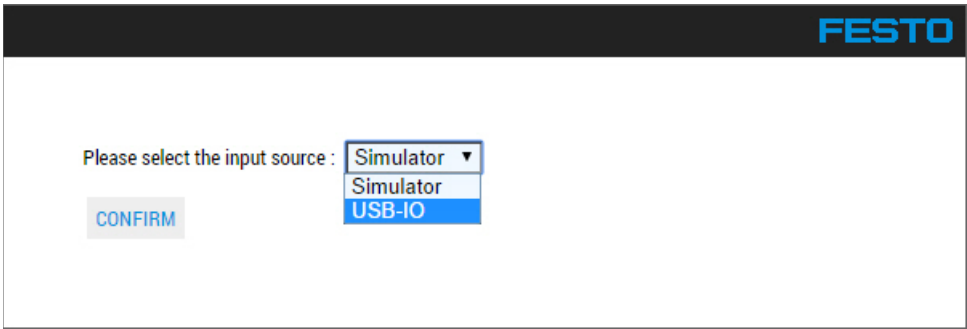 FESTO
Please select the input source : Simulator
Simulator
USB-IO
CONFIRM